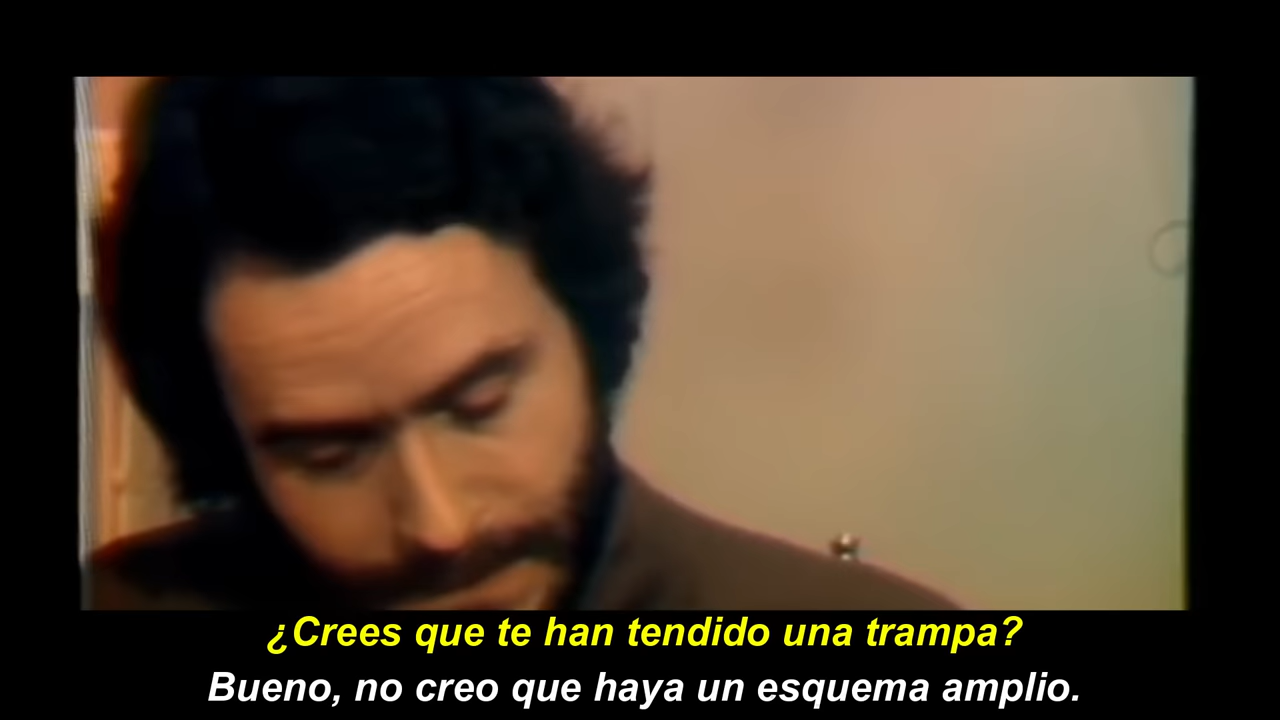 ¿Crees que te han tendido una trampa?
Bueno, no creo que haya un esquema amplio.